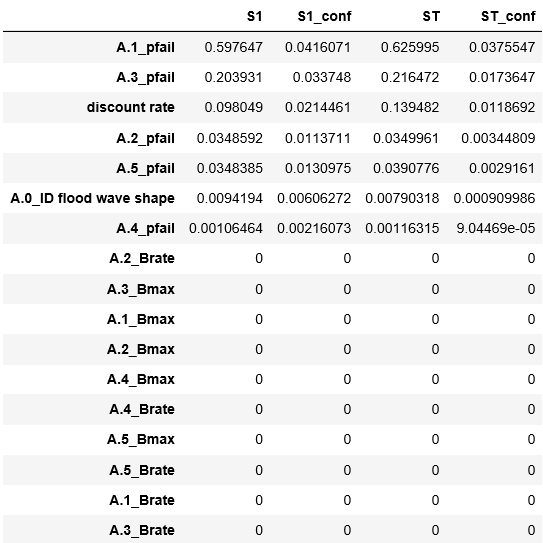 S1 S1_conf ST ST_conf
A.1_pfail 0.597647 0.0416071 0.625995 0.0375547
A.3_pfail 0.203931 0.033748 0.216472 0.0173647
discount rate 0.098049 0.0214461 0.139482 0.0118692
A.2_pfail 0.0348592 0.0113711 0.0349961 0.00344809
A.5_pfail 0.0348385 0.0130975 0.0390776 0.0029161
A.0_ID flood wave shape 0.0094194 0.00606272 0.00790318 0.000909986
A.4_pfail 0.00106464 0.00216073 0.00116315 9.04469e-05
A.2_Brate 0 0 0 0
A.3_Bmax 0 0 0 0
A.1_Bmax 0 0 0 0
A.2_Bmax 0 0 0 0
A.4_Bmax 0 0 0 0
A.4_Brate 0 0 0 0
A.5_Bmax 0 0 0 0
A.5_Brate 0 0 0 0
A.1_Brate 0 0 0 0
A.3_Brate 0 0 0 0